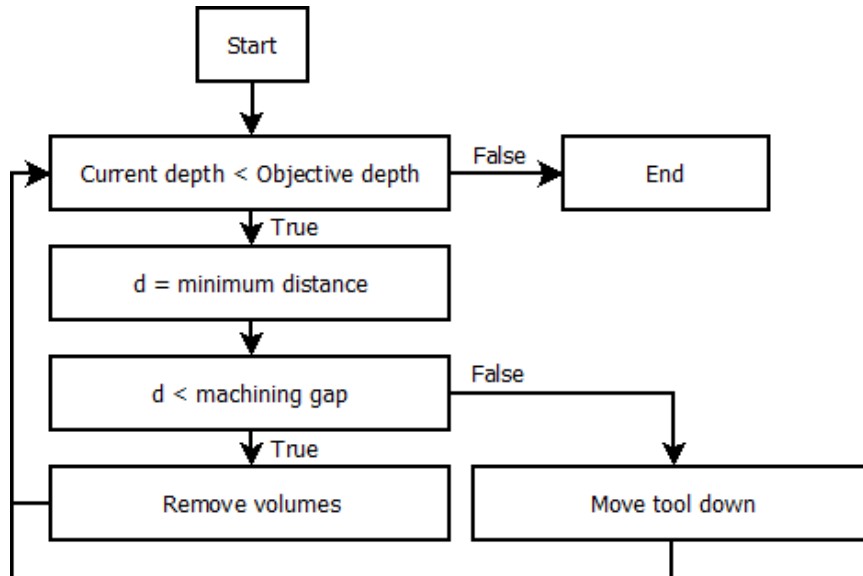 Start
Current depth < Objective depth
False
End
True
d = minimum distance
d < machining gap
False
True
Remove volumes
Move tool down